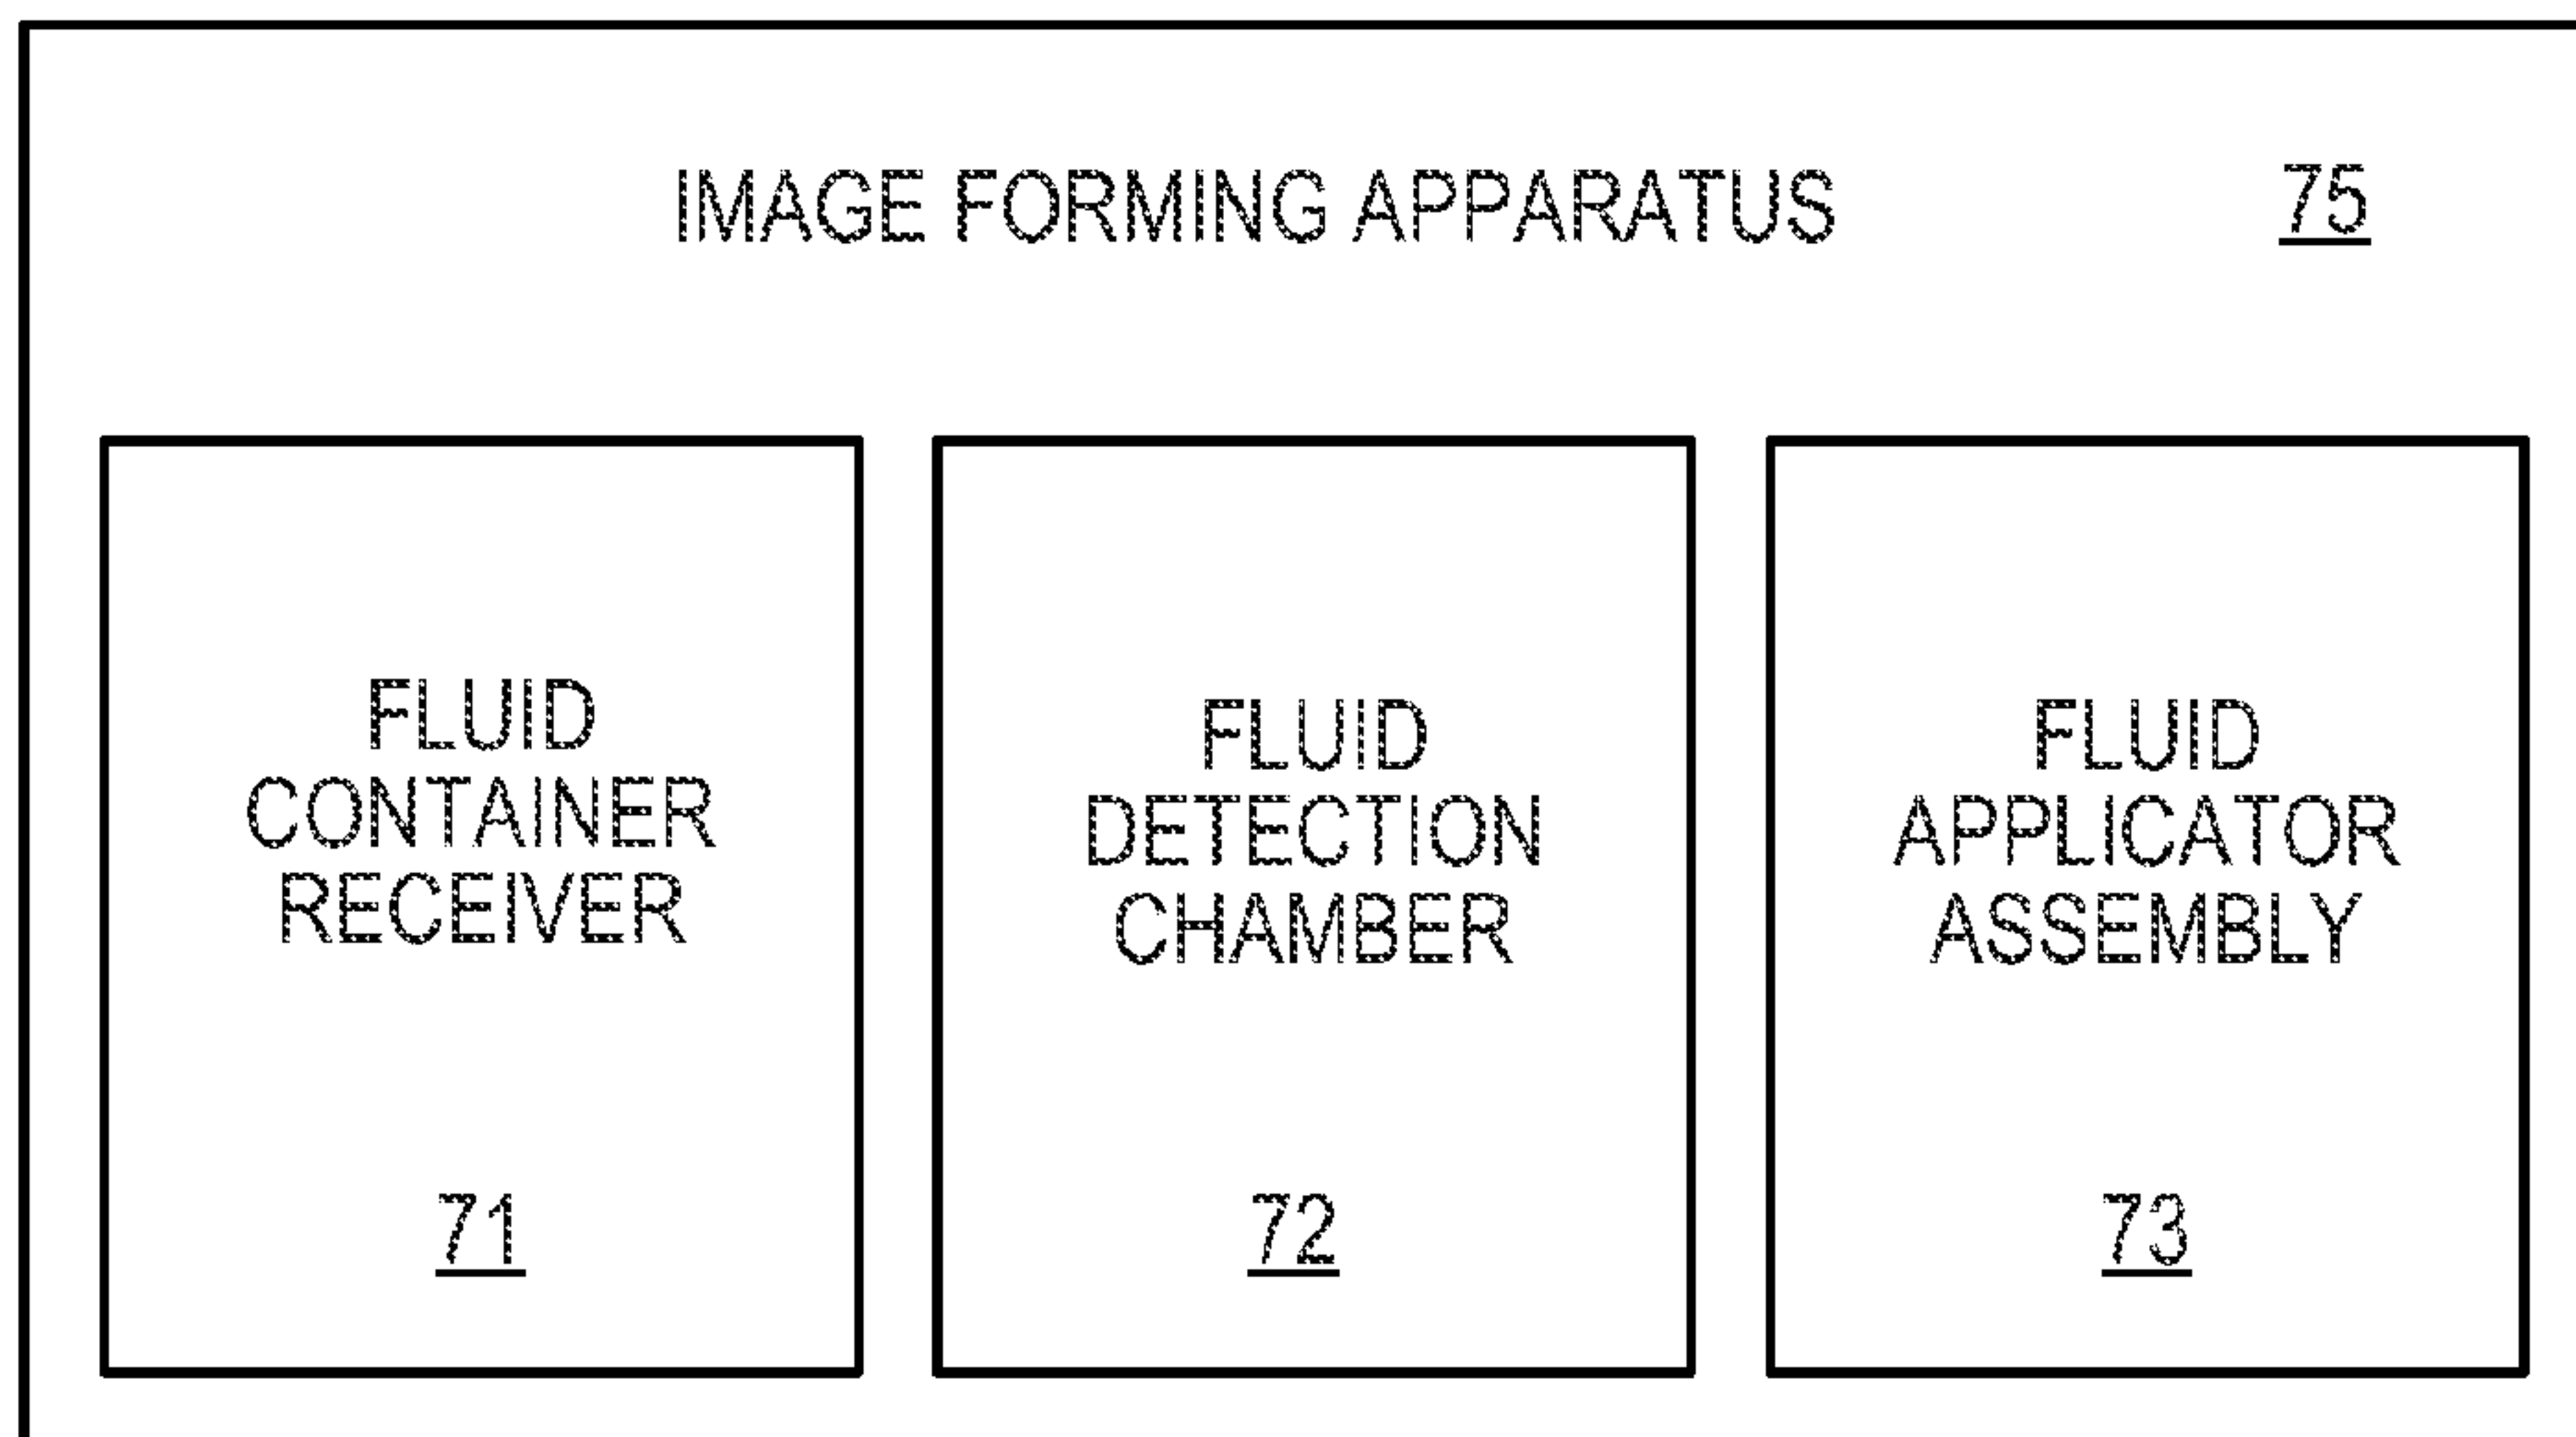 IMAGE FORMING APPARATUS 75
FLUID
CONTAINER
RECEIVER
71
FLUID
DETECTION
CHAMBER
72
FLUID
APPLICATOR
ASSEMBLY
73